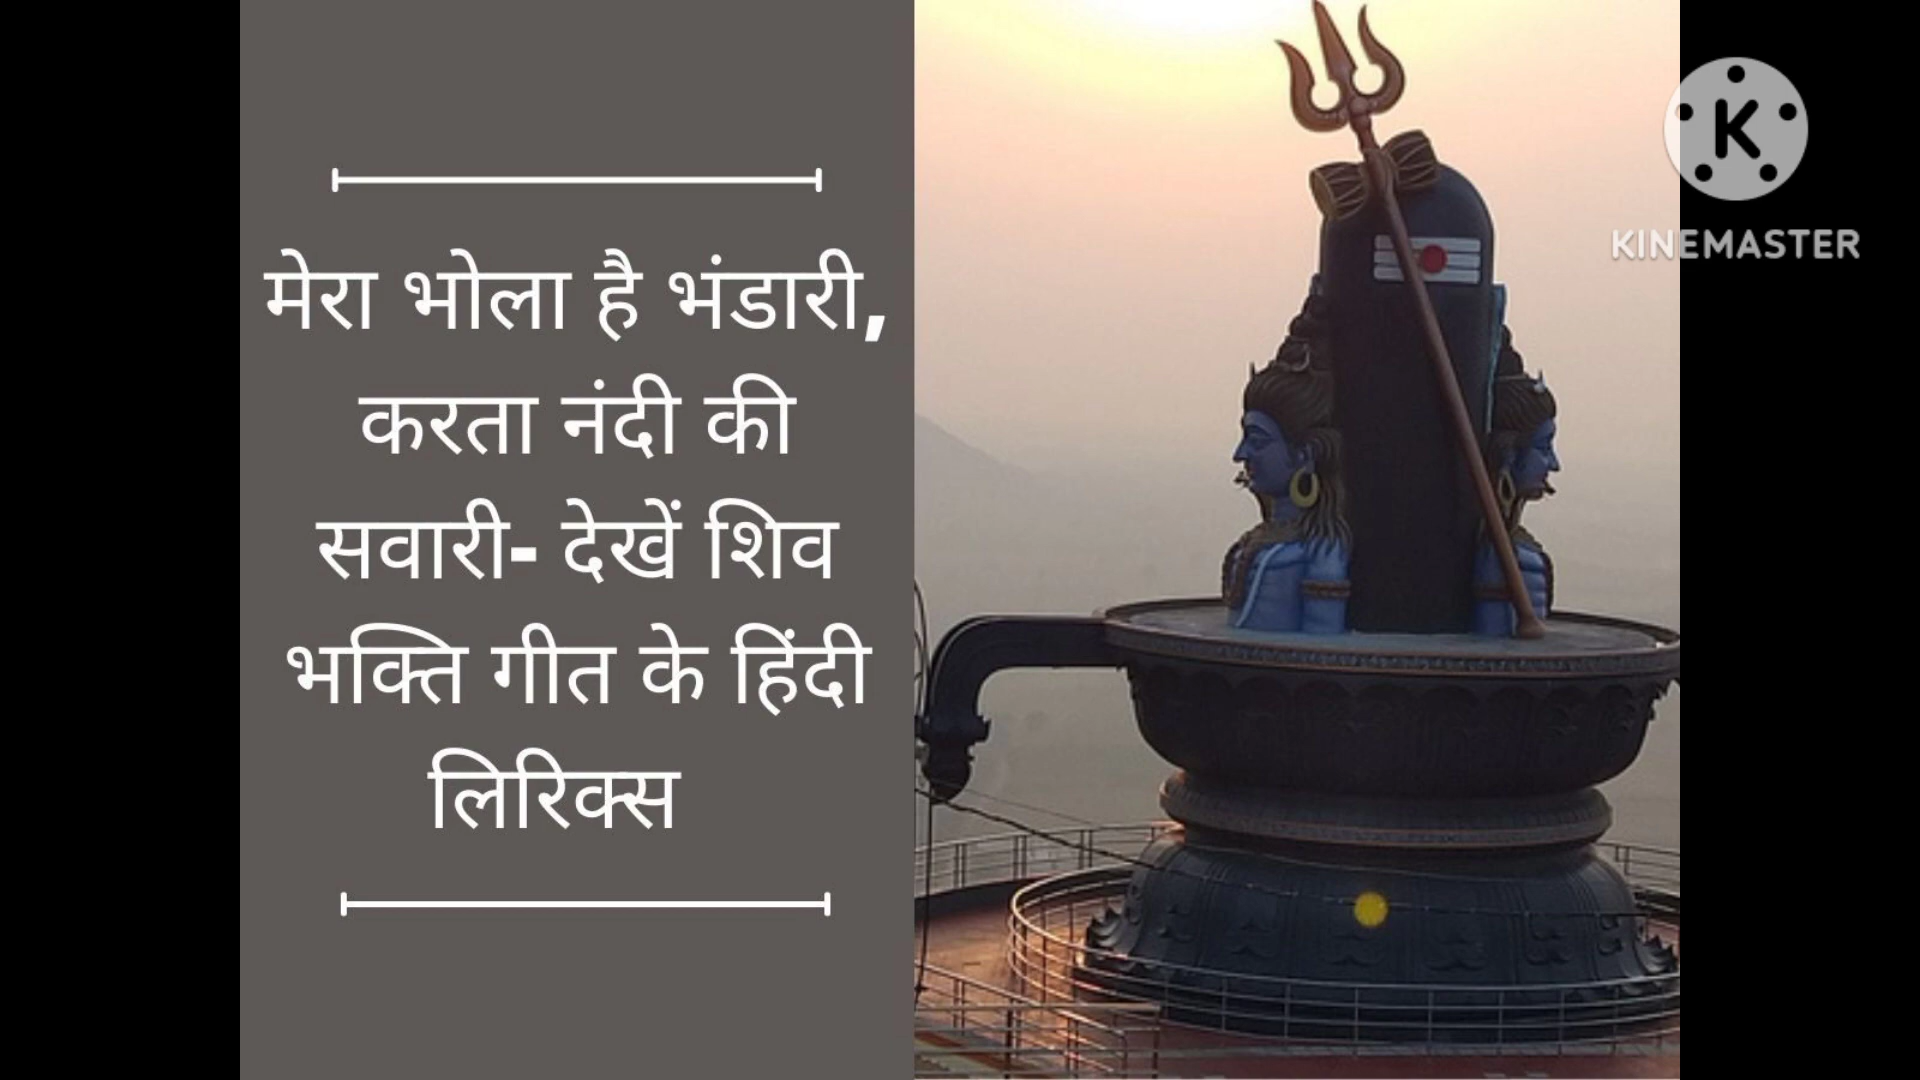 मेरा भोला है भंडारी,
करता नंदी की
सवारी- देखें शिव
भक्ति गीत के हिंदी
लिरिक्स
K
KINEMASTER